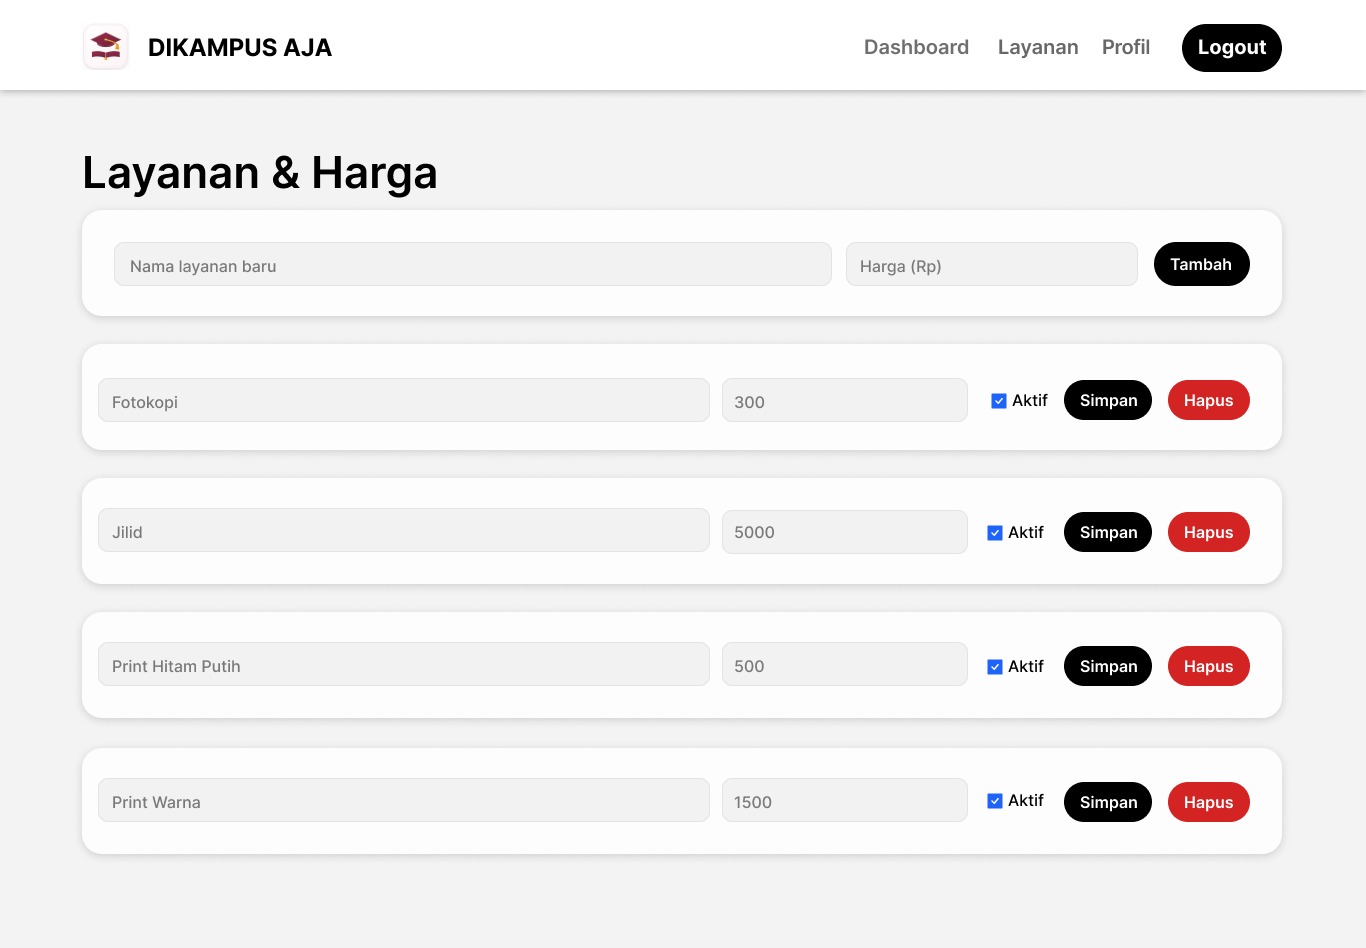 DIKAMPUS AJA
Dashboard Layanan Profil Logout
Layanan & Harga
Nama layanan baru Harga (Rp) Tambah
Fotokopi 300 Aktif Simpan Hapus
Jilid 5000 Aktif Simpan Hapus
Print Hitam Putih 500 Aktif Simpan Hapus
Print Warna 1500 Aktif Simpan Hapus